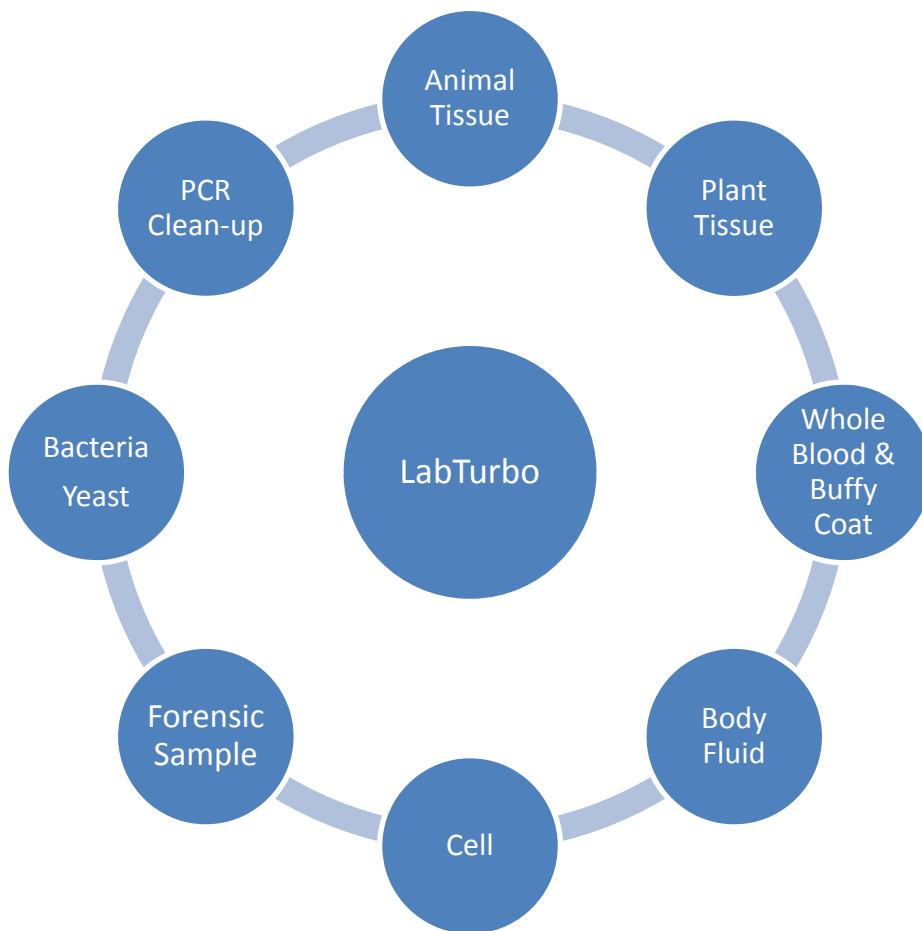 Animal
Tissue
PCR
Clean-up
Plant
Tissue
Bacteria
Yeast
LabTurbo
Whole
Blood &
Buffy
Coat
Forensic
Sample
Body
Fluid
Cell